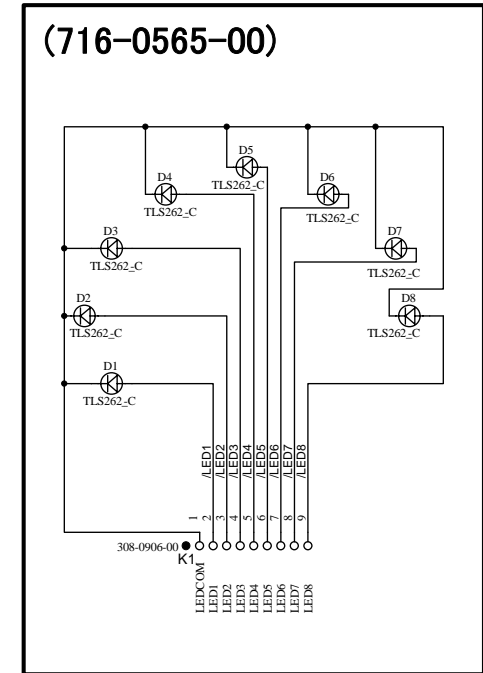 (716-0565-00)
D5
TLS262_C
D4
TLS262_C
D6
TLS262_C
D3
TLS262_C
D7
TLS262_C
D2
TLS262_C
D8
TLS262_C
D1
TLS262_C
/LED1
/LED2
/LED3
/LED4
/LED5
/LED6
/LED7
/LED8
1
2
3
4
5
6
7
8
9
308-0906-00
K1
LEDCOM
LED1
LED2
LED3
LED4
LED5
LED6
LED7
LED8